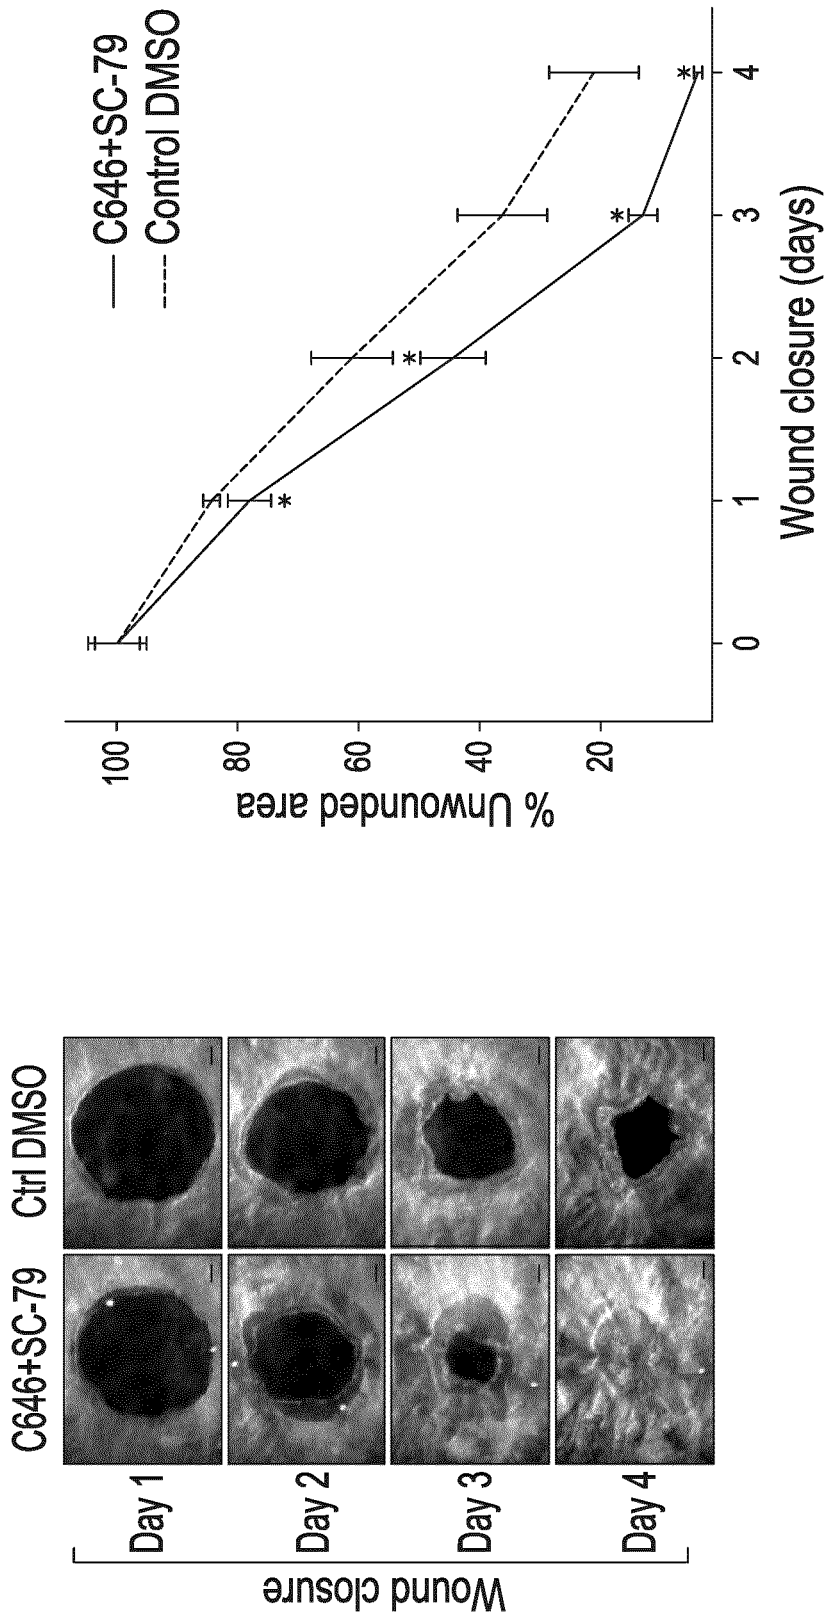 C646+SC-79
Ctrl DMSO
Wound closure
Day 1
Day 2
Day 3
Day 4
C646+SC-79
Control DMSO
% Unwounded area
100
80
60
40
20
*
*
*
*
0
1
2
3
4
Wound closure (days)